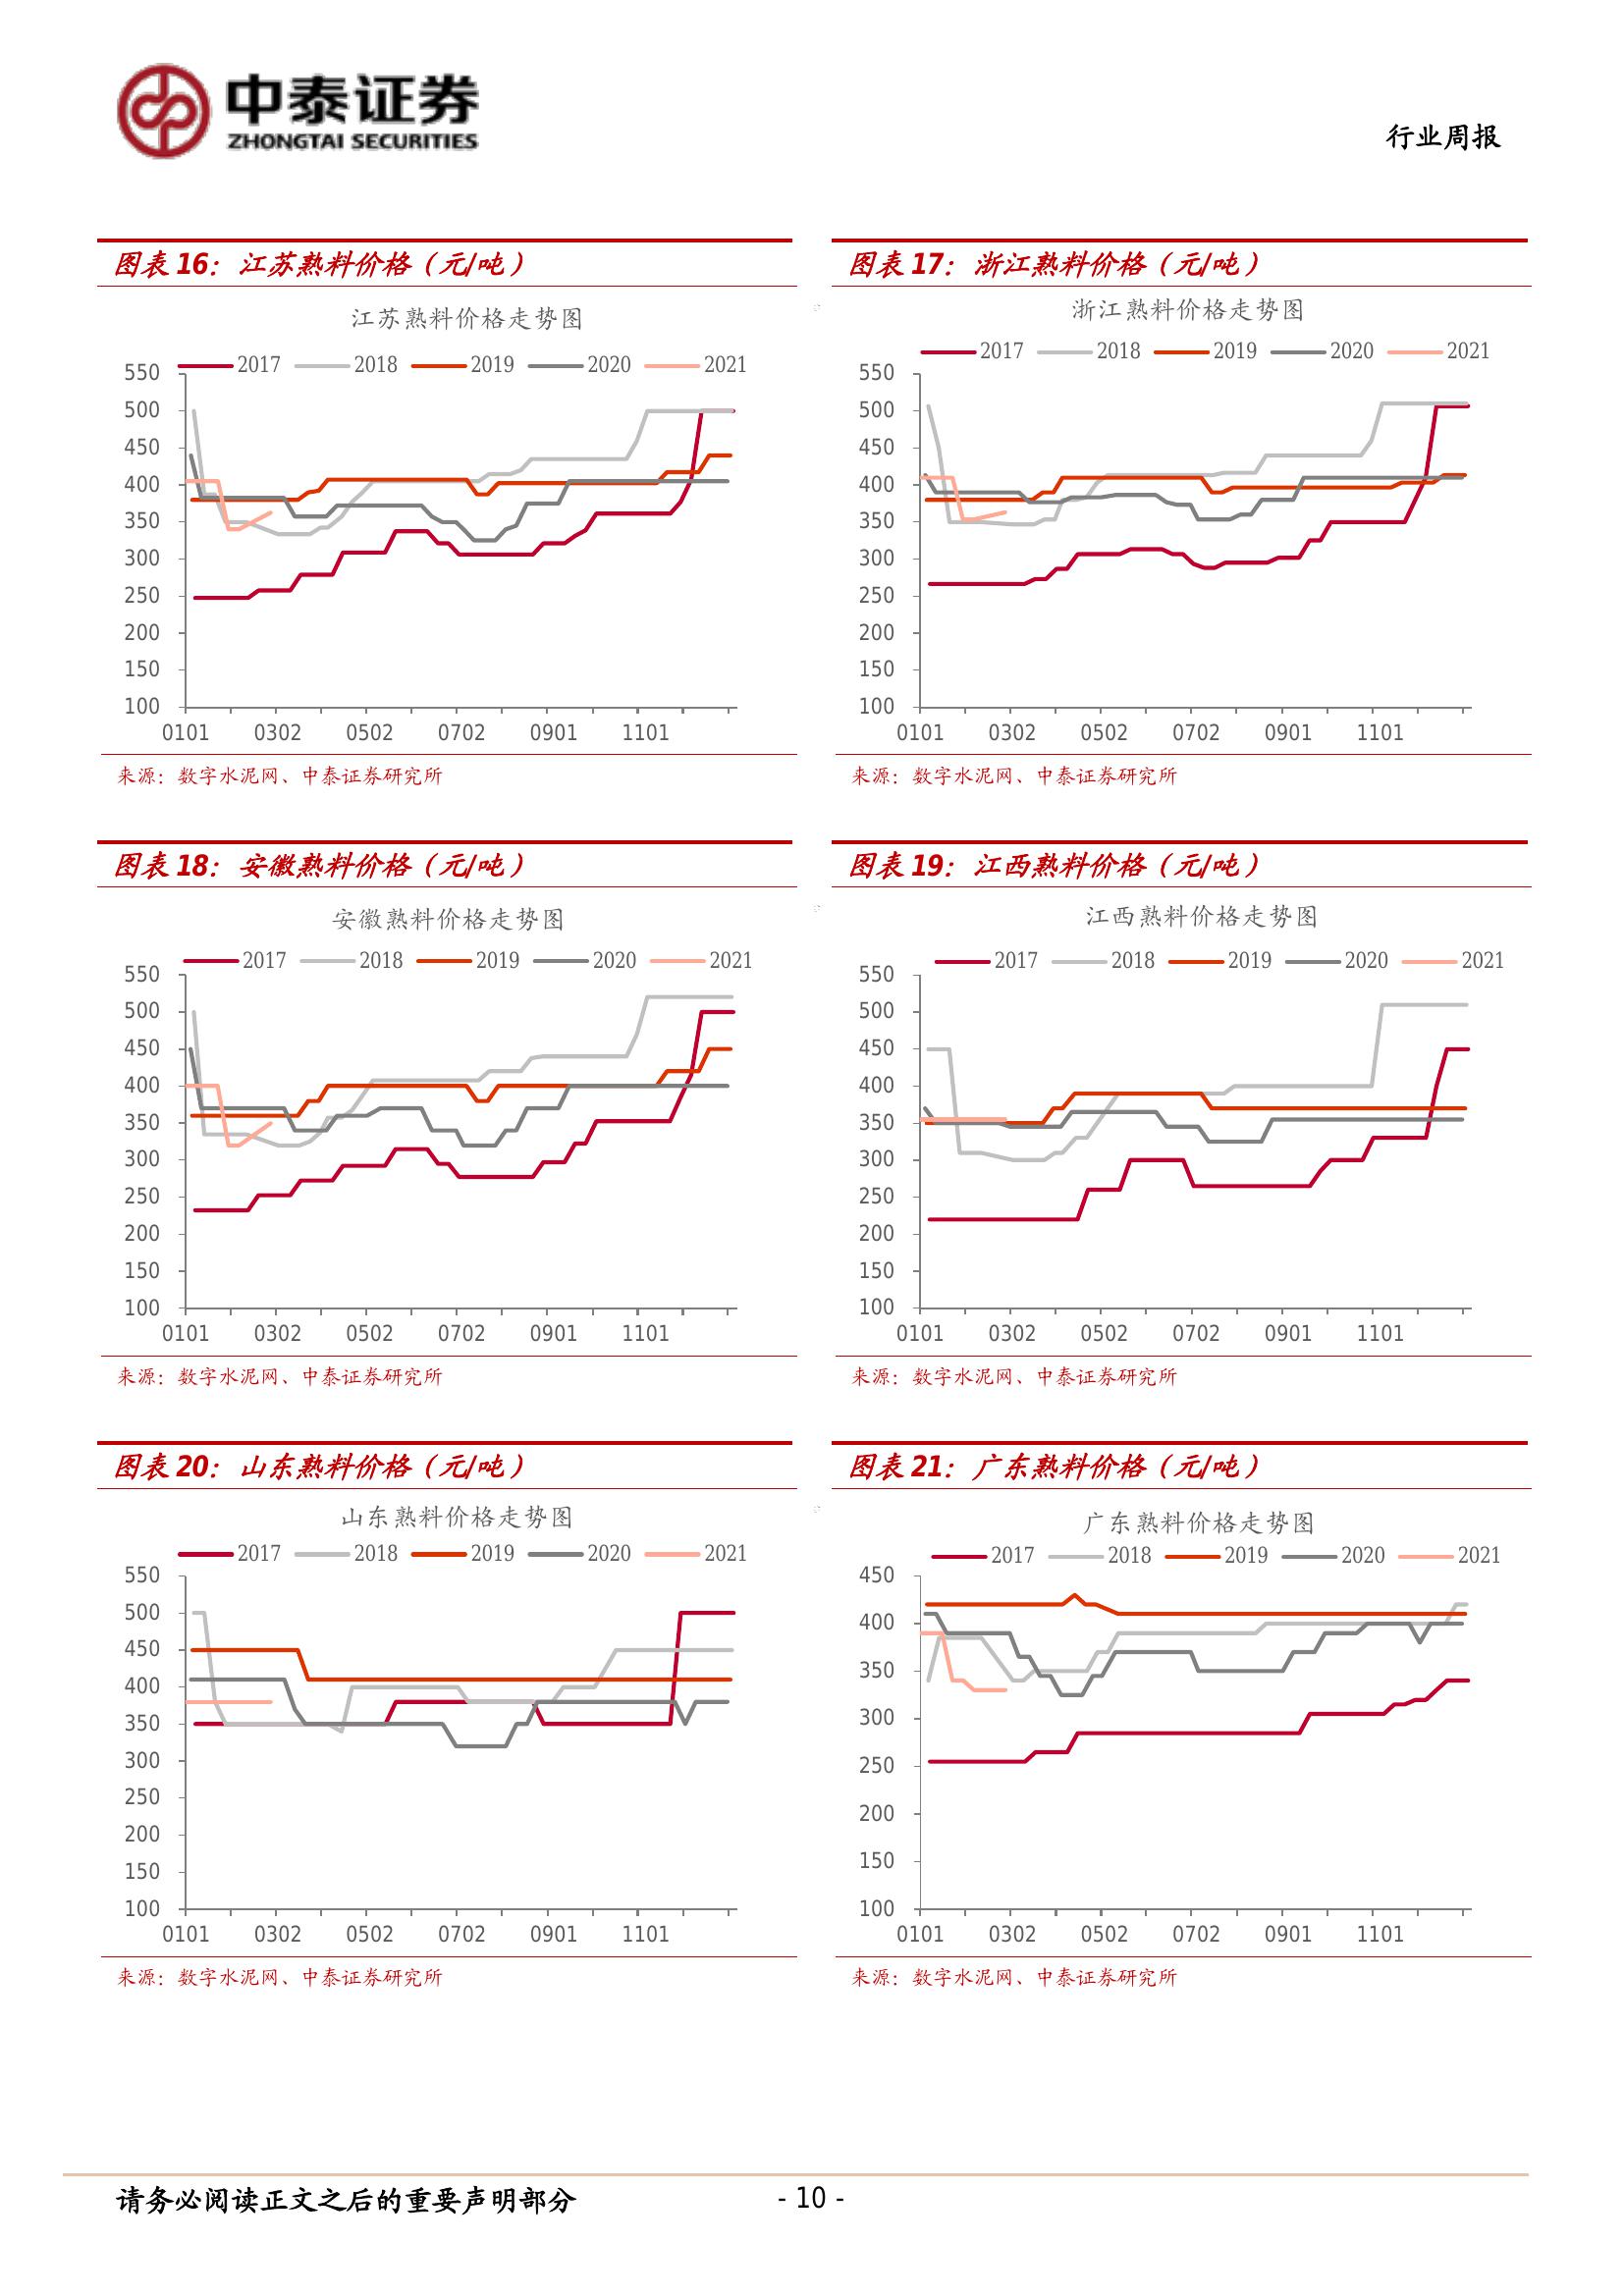 中泰证券
ZHONGTAI SECURITIES
行业周报
图表 16：江苏熟料价格（元/吨）
江苏熟料价格走势图
2017 2018 2019 2020 2021
550
500
450
400
350
300
250
200
150
100
0101 0302 0502 0702 0901 1101
来源：数字水泥网、中泰证券研究所
图表 17：浙江熟料价格（元/吨）
浙江熟料价格走势图
2017 2018 2019 2020 2021
550
500
450
400
350
300
250
200
150
100
0101 0302 0502 0702 0901 1101
来源：数字水泥网、中泰证券研究所
图表 18：安徽熟料价格（元/吨）
安徽熟料价格走势图
2017 2018 2019 2020 2021
550
500
450
400
350
300
250
200
150
100
0101 0302 0502 0702 0901 1101
来源：数字水泥网、中泰证券研究所
图表 19：江西熟料价格（元/吨）
江西熟料价格走势图
2017 2018 2019 2020 2021
550
500
450
400
350
300
250
200
150
100
0101 0302 0502 0702 0901 1101
来源：数字水泥网、中泰证券研究所
图表 20：山东熟料价格（元/吨）
山东熟料价格走势图
2017 2018 2019 2020 2021
550
500
450
400
350
300
250
200
150
100
0101 0302 0502 0702 0901 1101
来源：数字水泥网、中泰证券研究所
图表 21：广东熟料价格（元/吨）
广东熟料价格走势图
2017 2018 2019 2020 2021
450
400
350
300
250
200
150
100
0101 0302 0502 0702 0901 1101
来源：数字水泥网、中泰证券研究所
请务必阅读正文之后的重要声明部分
- 10 -